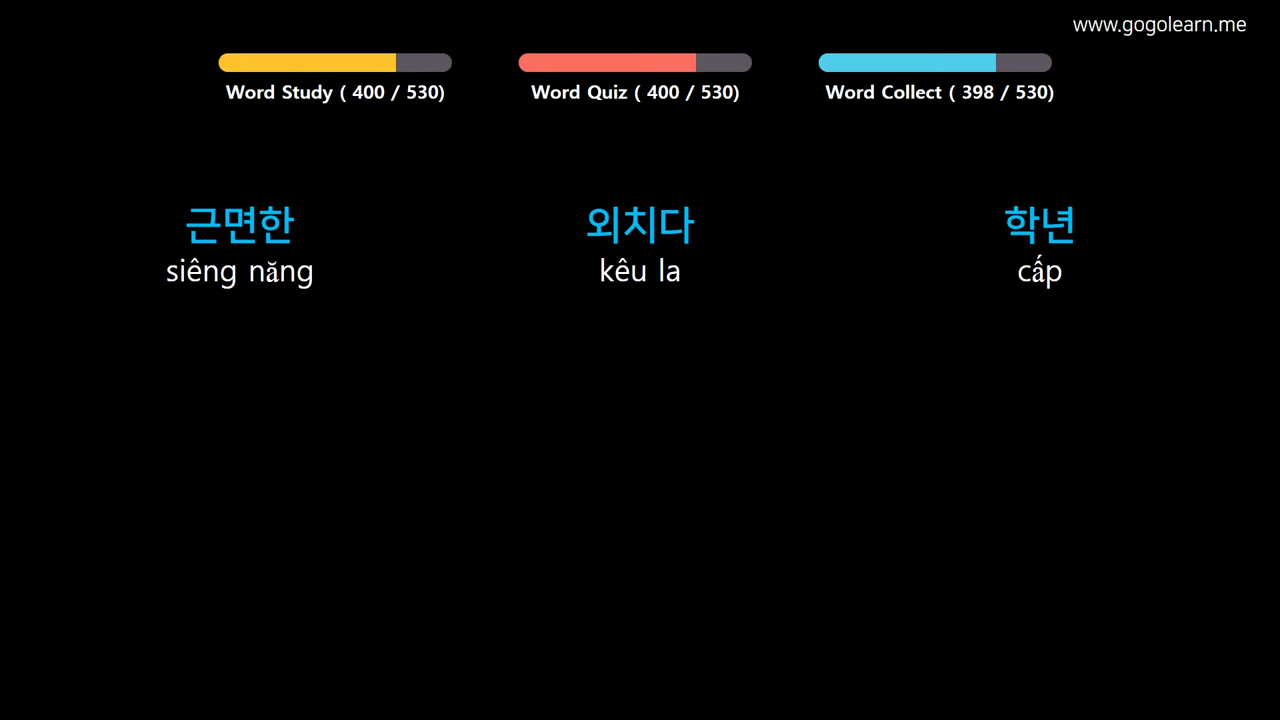 www.gogolearn.me
Word Study ( 400 / 530)
Word Quiz ( 400 / 530)
Word Collect ( 398 / 530)
근면한
siêng năng
외치다
kêu la
학년
cấp